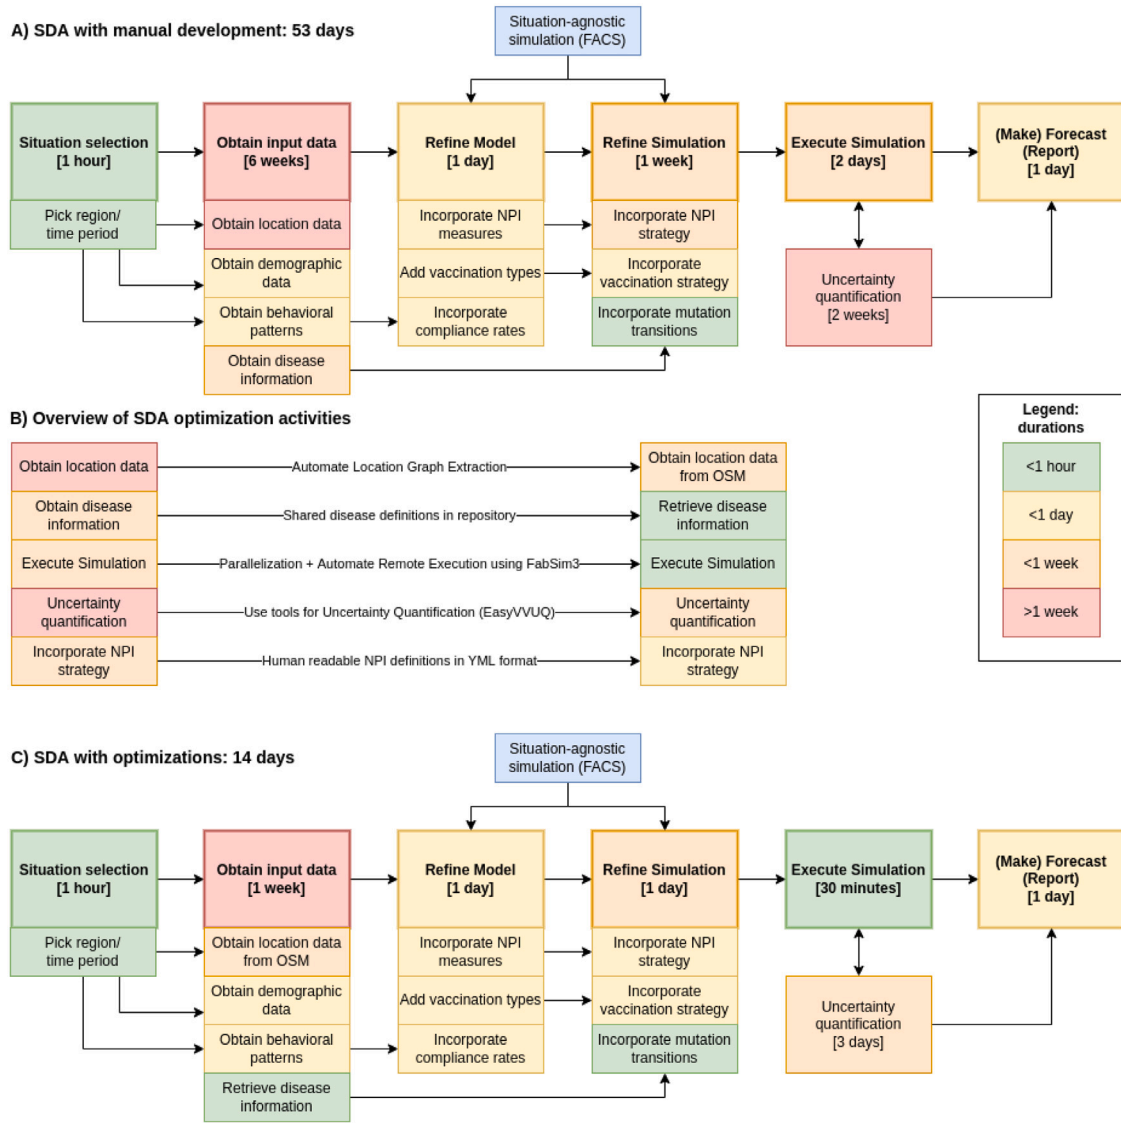 A) SDA with manual development: 53 days
Situation-agnostic
simulation (FACS)
Situation selection
[1 hour]
Obtain input data
[6 weeks]
Refine Model
[1 day]
Refine Simulation
[1 week]
Execute Simulation
[2 days]
(Make) Forecast
(Report)
[1 day]
Pick region/
time period
Obtain location data
Incorporate NPI
measures
Incorporate NPI
strategy
Obtain demographic
data
Add vaccination types
Incorporate
vaccination strategy
Uncertainty
quantification
[2 weeks]
Obtain behavioral
patterns
Incorporate
compliance rates
Incorporate mutation
transitions
Obtain disease
information
B) Overview of SDA optimization activities
Legend:
durations
<1 hour
<1 day
<1 week
>1 week
Obtain location data
Automate Location Graph Extraction
Obtain location data
from OSM
Obtain disease
information
Shared disease definitions in repository
Retrieve disease
information
Execute Simulation
Parallelization + Automate Remote Execution using FabSim3
Execute Simulation
Uncertainty
quantification
Use tools for Uncertainty Quantification (EasyVVUQ)
Uncertainty
quantification
Incorporate NPI
strategy
Human readable NPI definitions in YML format
Incorporate NPI
strategy
C) SDA with optimizations: 14 days
Situation-agnostic
simulation (FACS)
Situation selection
[1 hour]
Obtain input data
[1 week]
Refine Model
[1 day]
Refine Simulation
[1 day]
Execute Simulation
[30 minutes]
(Make) Forecast
(Report)
[1 day]
Pick region/
time period
Obtain location data
from OSM
Incorporate NPI
measures
Incorporate NPI
strategy
Obtain demographic
data
Add vaccination types
Incorporate
vaccination strategy
Uncertainty
quantification
[3 days]
Obtain behavioral
patterns
Incorporate
compliance rates
Incorporate mutation
transitions
Retrieve disease
information